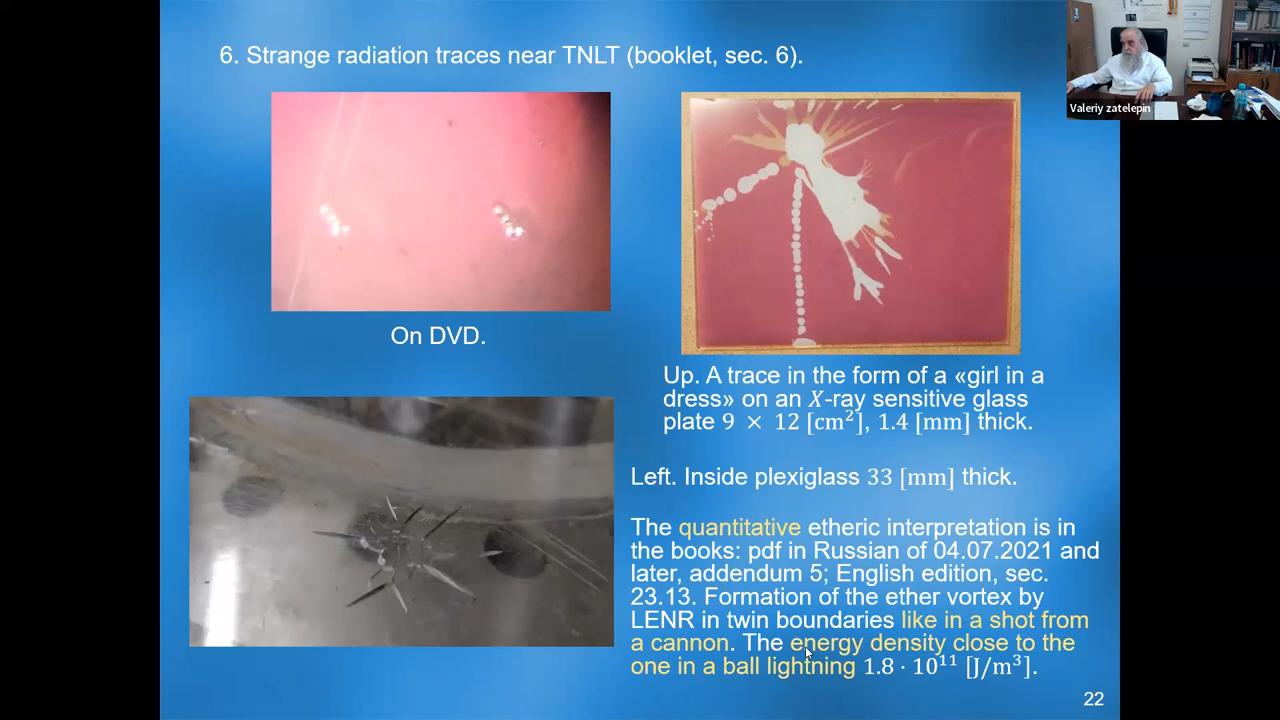 6. Strange radiation traces near TNLT (booklet, sec. 6).
Valeriy zatelepin
On DVD.
Up. A trace in the form of a «girl in a
dress» on an X-ray sensitive glass
plate 9 × 12 [cm²], 1.4 [mm] thick.
Left. Inside plexiglass 33 [mm] thick.
The quantitative etheric interpretation is in
the books: pdf in Russian of 04.07.2021 and
later, addendum 5; English edition, sec.
23.13. Formation of the ether vortex by
LENR in twin boundaries like in a shot from
a cannon. The energy density close to the
one in a ball lightning 1.8 · 10¹¹ [J/m³].
22